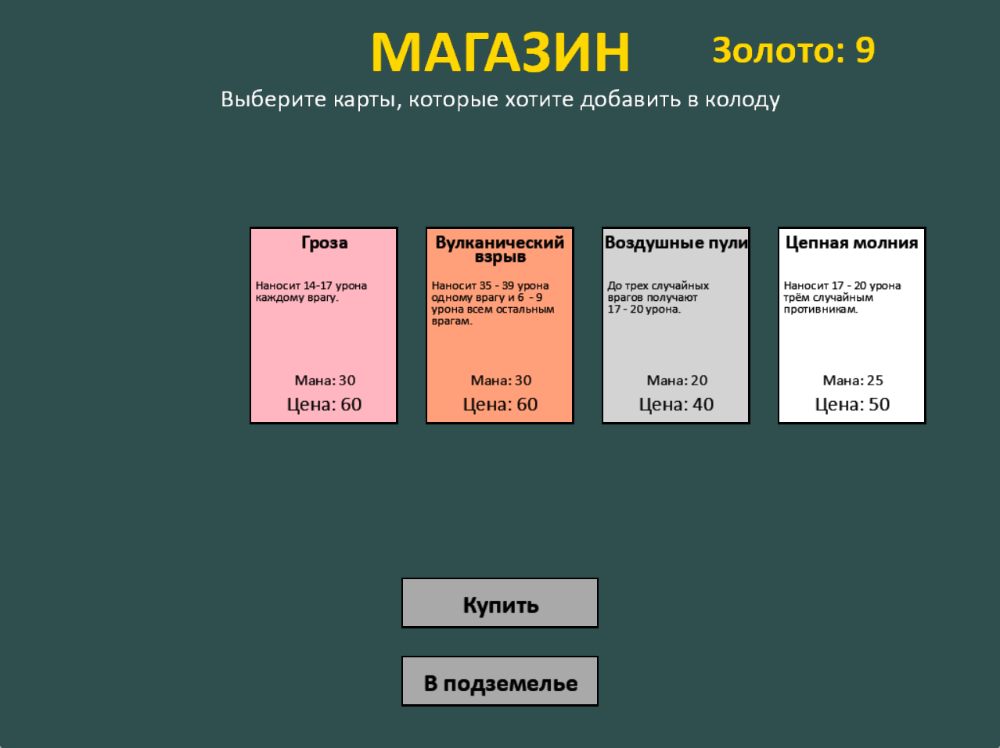 МАГАЗИН
Золото: 9
Выберите карты, которые хотите добавить в колоду
Гроза
Наносит 14-17 урона
каждому врагу.
Мана: 30
Цена: 60
Вулканический
взрыв
Наносит 35 - 39 урона
одному врагу и 6 - 9
урона всем остальным
врагам.
Мана: 30
Цена: 60
Воздушные пули
До трех случайных
врагов получают
17 - 20 урона.
Мана: 20
Цена: 40
Цепная молния
Наносит 17 - 20 урона
трём случайным
противникам.
Мана: 25
Цена: 50
Купить
В подземелье